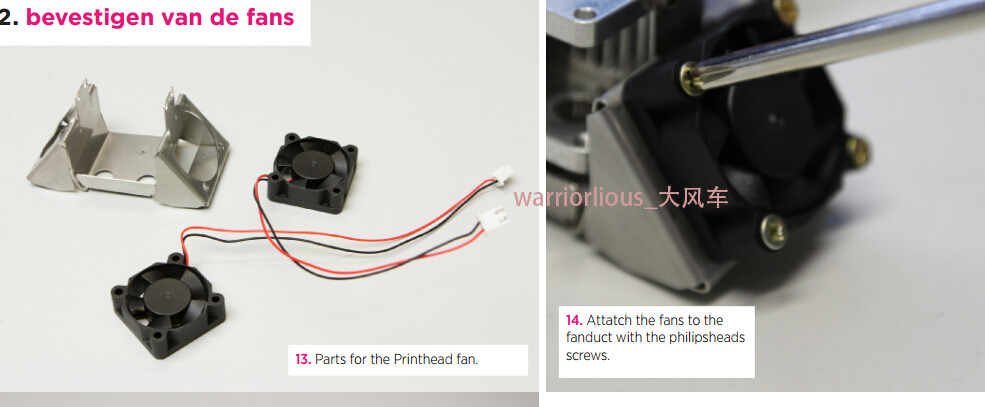 2. bevestigen van de fans
13. Parts for the Printhead fan.
14. Attatch the fans to the
fanduct with the philipsheads
screws.
warriorlious_大风车